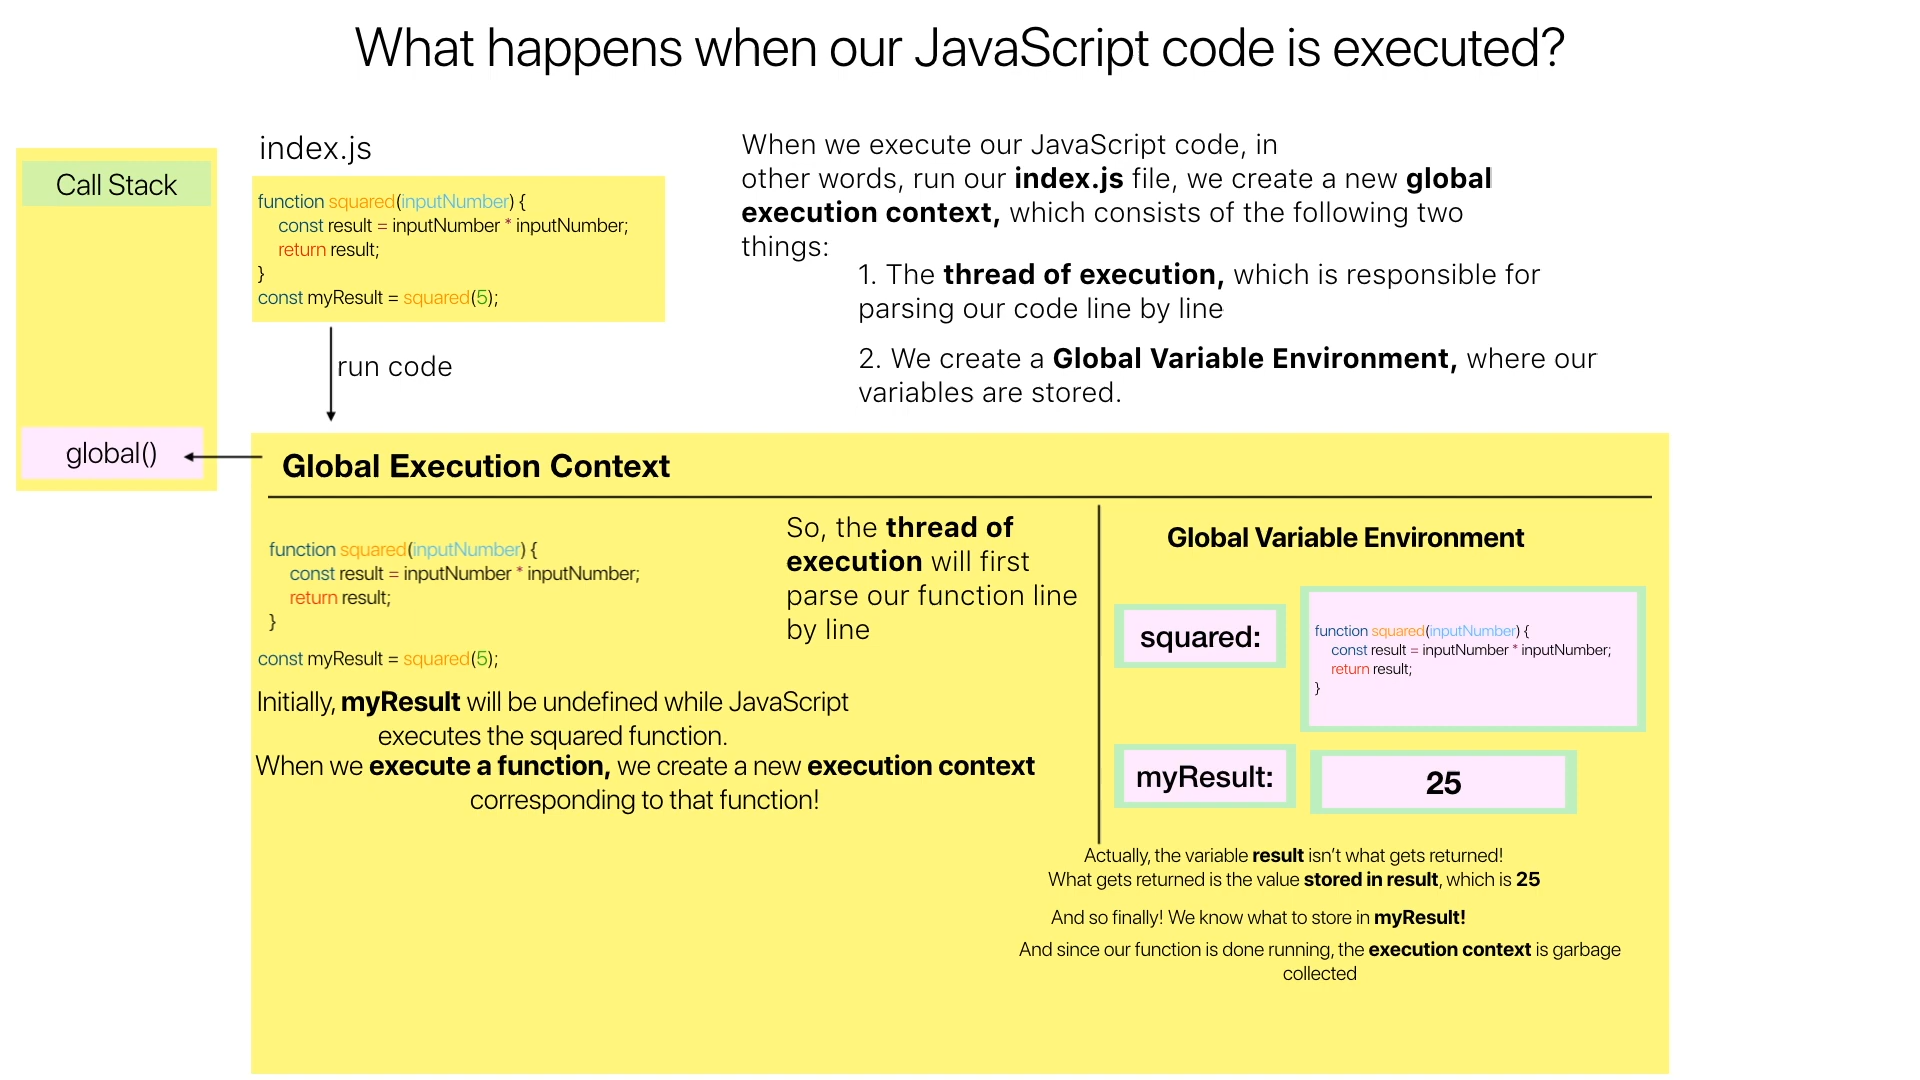 What happens when our JavaScript code is executed?
Call Stack
global()
index.js
function squared(inputNumber) {
const result = inputNumber * inputNumber;
return result;
}
const myResult = squared(5);
run code
When we execute our JavaScript code, in
other words, run our index.js file, we create a new global
execution context, which consists of the following two
things:
1. The thread of execution, which is responsible for
parsing our code line by line
2. We create a Global Variable Environment, where our
variables are stored.
Global Execution Context
function squared(inputNumber) {
const result = inputNumber * inputNumber;
return result;
}
const myResult = squared(5);
So, the thread of
execution will first
parse our function line
by line
Initially, myResult will be undefined while JavaScript
executes the squared function.
When we execute a function, we create a new execution context
corresponding to that function!
Global Variable Environment
squared:
function squared(inputNumber) {
const result = inputNumber * inputNumber;
return result;
}
myResult:
25
Actually, the variable result isn’t what gets returned!
What gets returned is the value stored in result, which is 25
And so finally! We know what to store in myResult!
And since our function is done running, the execution context is garbage
collected